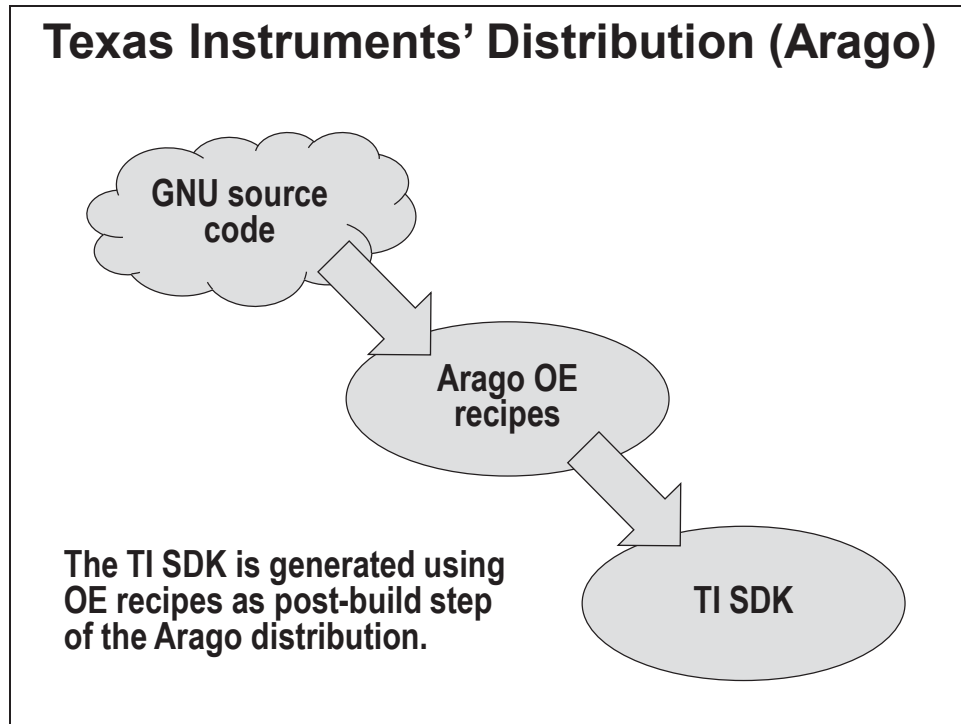 Texas Instruments’ Distribution (Arago)
GNU source
code
Arago OE
recipes
The TI SDK is generated using
OE recipes as post-build step
of the Arago distribution.
TI SDK